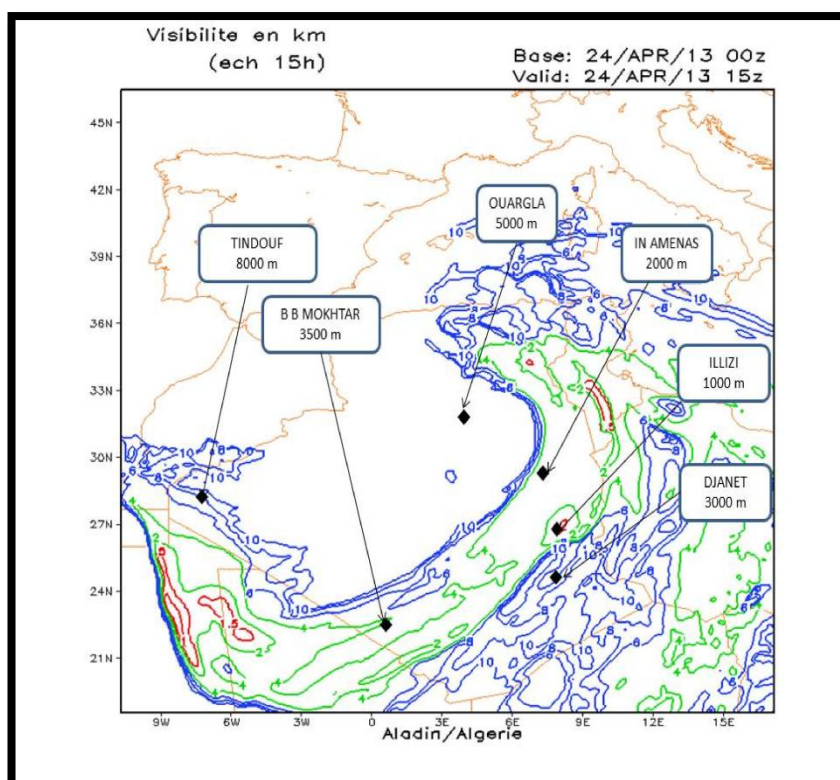 Visibilite en km
(ech 15h)
Base: 24/APR/13 00z
Valid: 24/APR/13 15z
45N
42N
39N
36N
33N
30N
27N
24N
21N
OUARGLA
5000 m
TINDOUF
8000 m
IN AMENAS
2000 m
B B MOKHTAR
3500 m
ILLIZI
1000 m
DJANET
3000 m
9W 6W 3W 0 3E 6E 9E 12E 15E
Aladin/Algerie